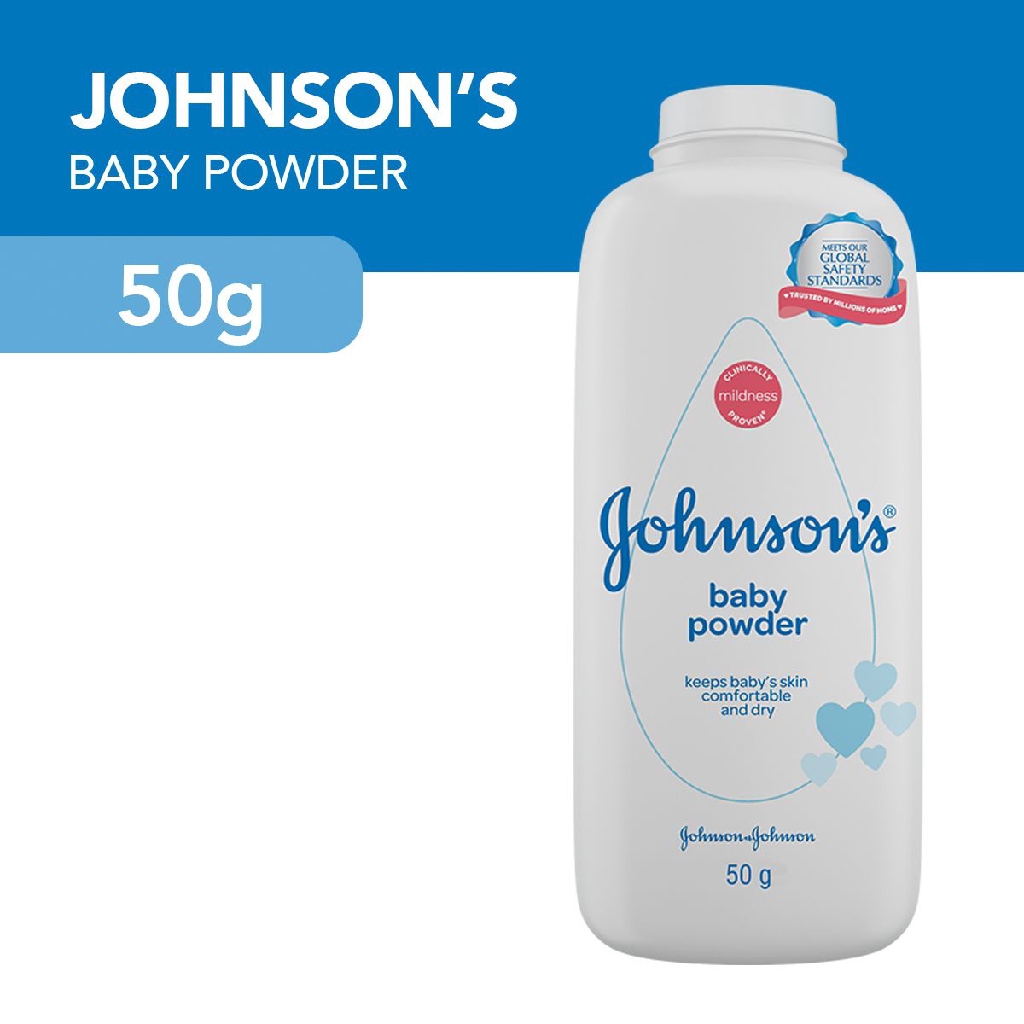 JOHNSON'S
BABY POWDER
50g
MEETS OUR
GLOBAL
SAFETY
STANDARDS
♥ TRUSTED BY MILLIONS OF HOMES ♥
CLINICALLY
mildness
PROVEN*
Johnson's®
baby
powder
keeps baby's skin
comfortable
and dry
Johnson & Johnson
50 g